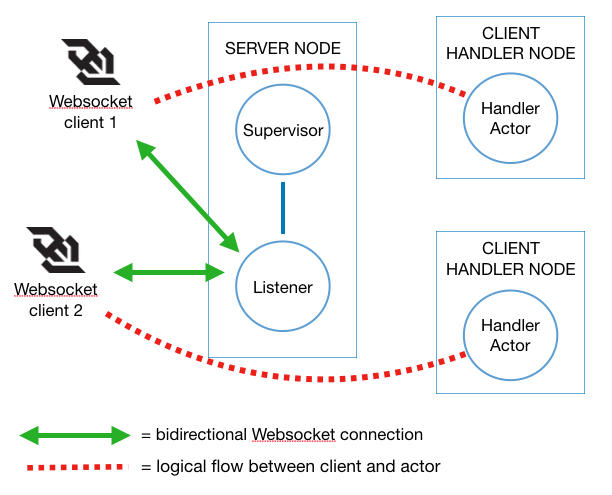 SERVER NODE
Supervisor
Listener
Websocket
client 1
Websocket
client 2
CLIENT
HANDLER NODE
Handler
Actor
CLIENT
HANDLER NODE
Handler
Actor
= bidirectional Websocket connection
= logical flow between client and actor